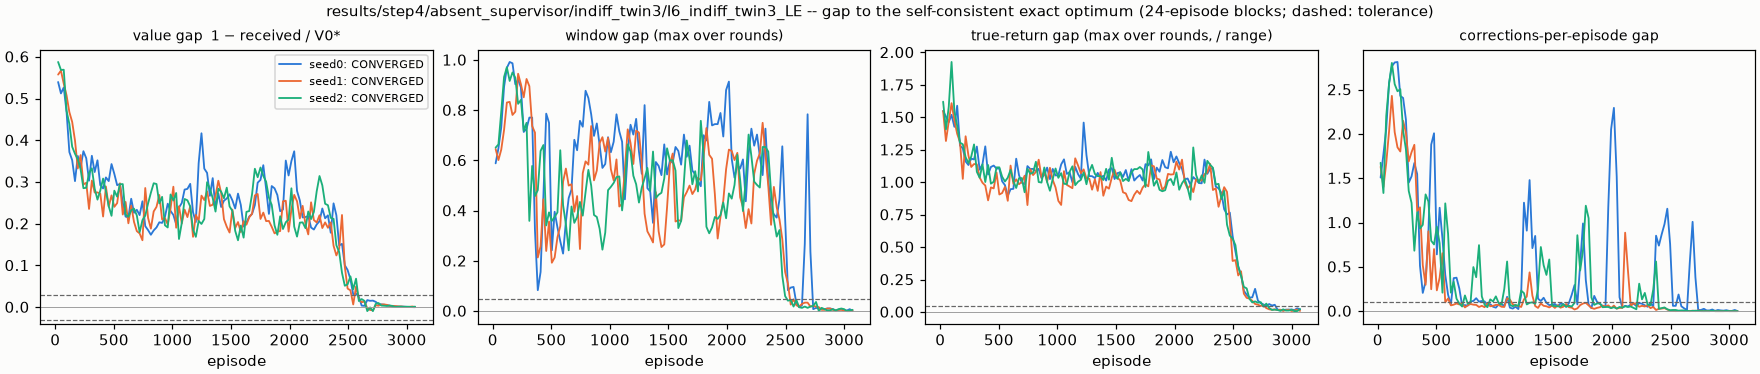 results/step4/absent_supervisor/indiff_twin3/l6_indiff_twin3_LE -- gap to the self-consistent exact optimum (24-episode blocks; dashed: tolerance)
value gap  1 − received / V0*
0.6
0.5
0.4
0.3
0.2
0.1
0.0
seed0: CONVERGED
seed1: CONVERGED
seed2: CONVERGED
0 500 1000 1500 2000 2500 3000
episode
window gap (max over rounds)
1.0
0.8
0.6
0.4
0.2
0.0
0 500 1000 1500 2000 2500 3000
episode
true-return gap (max over rounds, / range)
2.00
1.75
1.50
1.25
1.00
0.75
0.50
0.25
0.00
0 500 1000 1500 2000 2500 3000
episode
corrections-per-episode gap
2.5
2.0
1.5
1.0
0.5
0.0
0 500 1000 1500 2000 2500 3000
episode